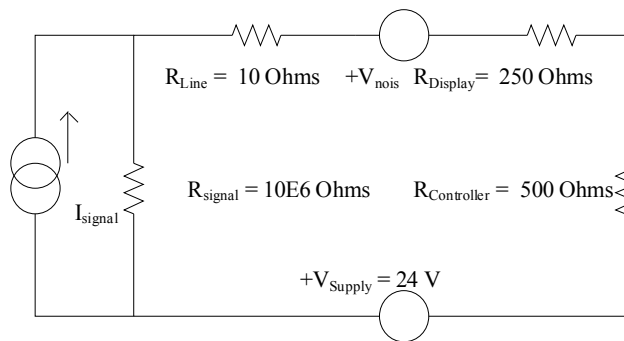 R_Line = 10 Ohms +V_nois R_Display= 250 Ohms
R_signal = 10E6 Ohms R_Controller = 500 Ohms
I_signal
+V_Supply = 24 V